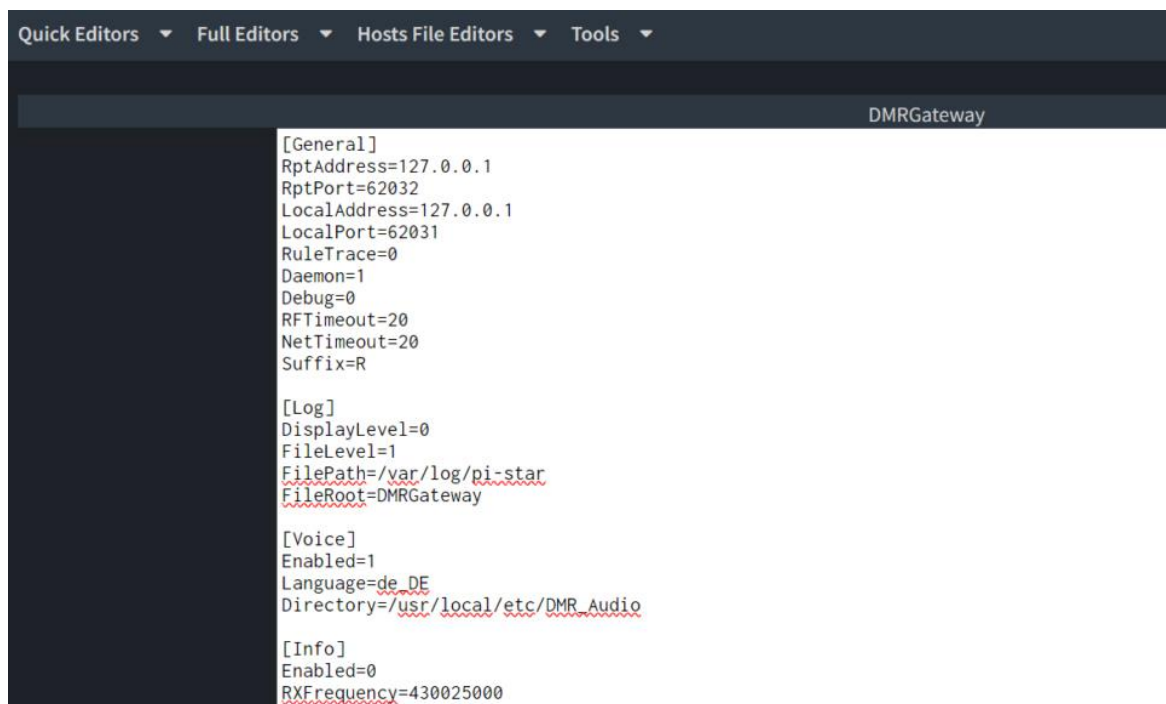 Quick Editors Full Editors Hosts File Editors Tools
DMRGateway
[General]
RptAddress=127.0.0.1
RptPort=62032
LocalAddress=127.0.0.1
LocalPort=62031
RuleTrace=0
Daemon=1
Debug=0
RFTimeout=20
NetTimeout=20
Suffix=R
[Log]
DisplayLevel=0
FileLevel=1
FilePath=/var/log/pi-star
FileRoot=DMRGateway
[Voice]
Enabled=1
Language=de_DE
Directory=/usr/local/etc/DMR_Audio
[Info]
Enabled=0
RXFrequency=430025000